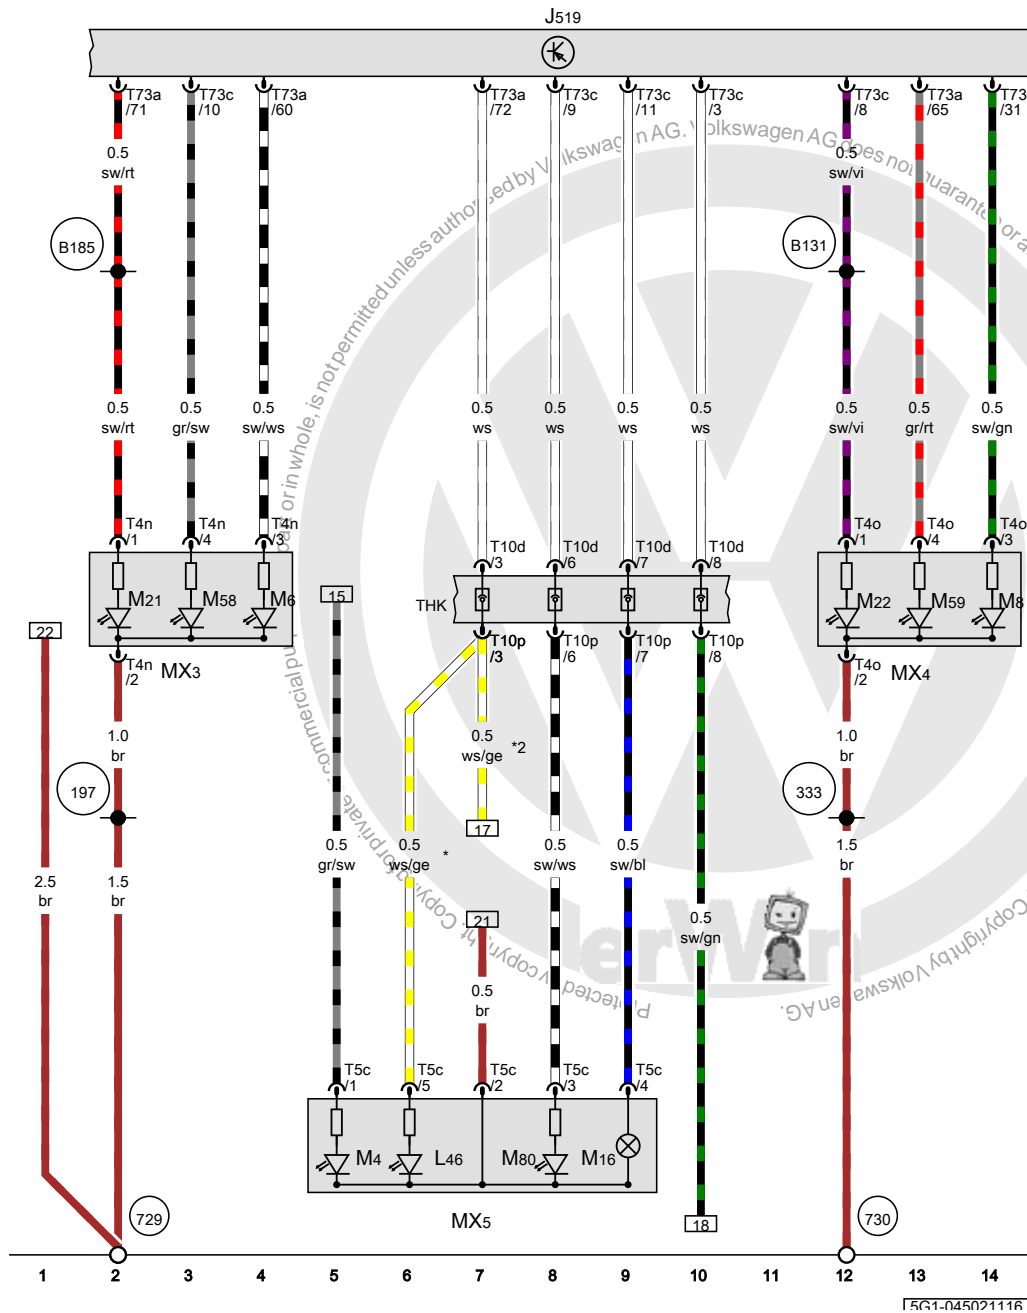 J519
T73a /71
T73c /10
T73a /60
T73a /72
T73c /9
T73c /11
T73c /3
T73c /8
T73a /65
T73 /31
0.5 sw/rt
0.5 sw/vi
B185
B131
0.5 sw/rt
0.5 gr/sw
0.5 sw/ws
0.5 ws
0.5 ws
0.5 ws
0.5 ws
0.5 sw/vi
0.5 gr/rt
0.5 sw/gn
T4n /1
T4n /4
T4n /3
T10d /3
T10d /6
T10d /7
T10d /8
T4o /1
T4o /4
T4o /3
M21
M58
M6
15
THK
M22
M59
M8
22
T4n /2
MX3
T10p /3
T10p /6
T10p /7
T10p /8
T4o /2
MX4
1.0 br
0.5 ws/ge *2
1.0 br
197
333
17
2.5 br
1.5 br
0.5 gr/sw
0.5 ws/ge *
0.5 sw/ws
0.5 sw/bl
1.5 br
21
0.5 sw/gn
0.5 br
T5c /1
T5c /5
T5c /2
T5c /3
T5c /4
M4
L46
M80
M16
MX5
729
18
730
1 2 3 4 5 6 7 8 9 10 11 12 13 14
5G1-045021116